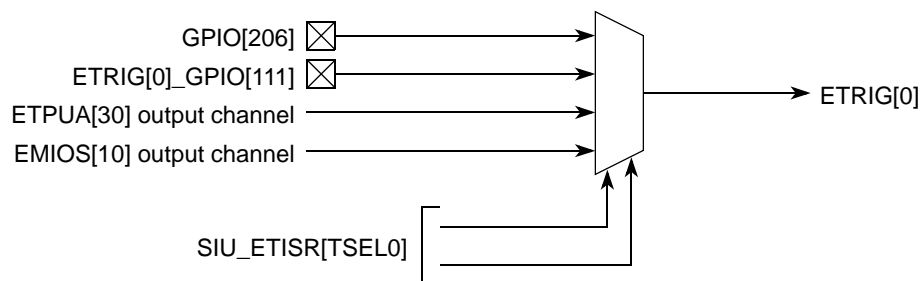 GPIO[206]
ETRIG[0]_GPIO[111]
ETPUA[30] output channel
EMIOS[10] output channel
ETRIG[0]
SIU_ETISR[TSEL0]